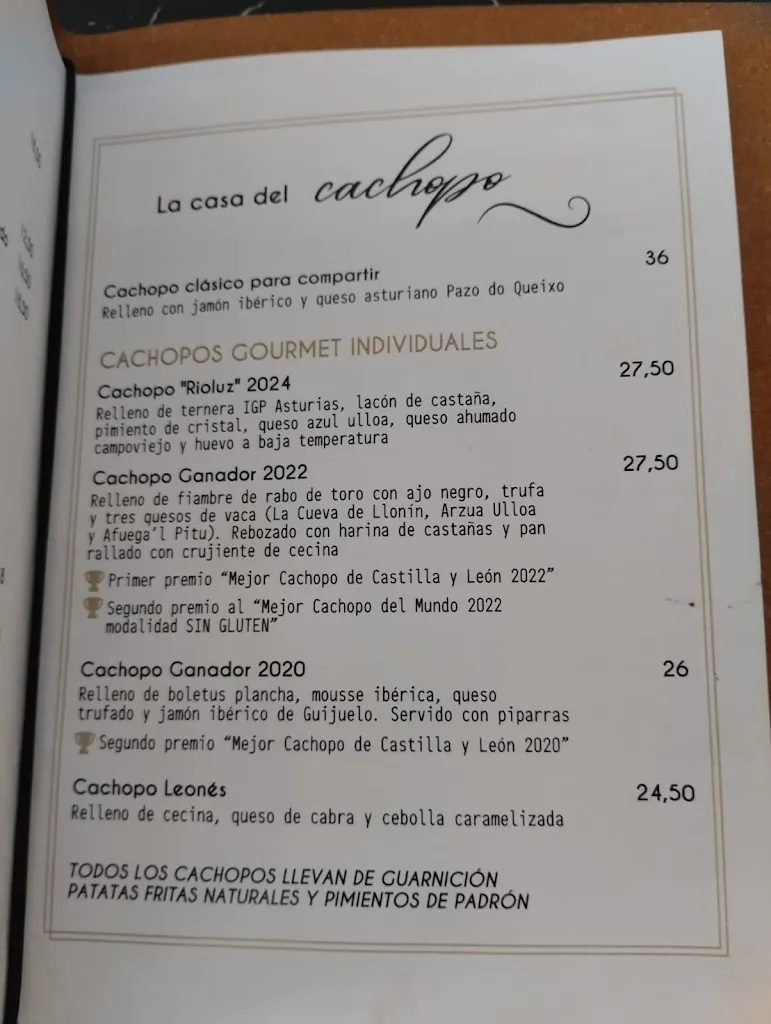 La casa del cachopo
Cachopo clásico para compartir 36
Relleno con jamón ibérico y queso asturiano Pazo do Queixo
CACHOPOS GOURMET INDIVIDUALES
Cachopo "Rioluz" 2024 27,50
Relleno de ternera IGP Asturias, lacón de castaña,
pimiento de cristal, queso azul ulloa, queso ahumado
campoviejo y huevo a baja temperatura
Cachopo Ganador 2022 27,50
Relleno de fiambre de rabo de toro con ajo negro, trufa
y tres quesos de vaca (La Cueva de Llonín, Arzua Ulloa
y Afuega'l Pitu). Rebozado con harina de castañas y pan
rallado con crujiente de cecina
Primer premio “Mejor Cachopo de Castilla y León 2022”
Segundo premio al “Mejor Cachopo del Mundo 2022
modalidad SIN GLUTEN”
Cachopo Ganador 2020 26
Relleno de boletus plancha, mousse ibérica, queso
trufado y jamón ibérico de Guijuelo. Servido con piparras
Segundo premio “Mejor Cachopo de Castilla y León 2020”
Cachopo Leonés 24,50
Relleno de cecina, queso de cabra y cebolla caramelizada
TODOS LOS CACHOPOS LLEVAN DE GUARNICIÓN
PATATAS FRITAS NATURALES Y PIMIENTOS DE PADRÓN